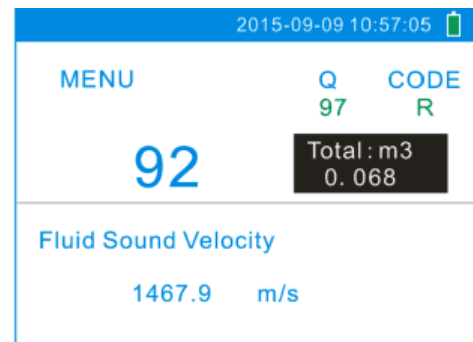 2015-09-09 10:57:05
MENU Q CODE
97 R
92 Total:m3
0.068
Fluid Sound Velocity
1467.9 m/s